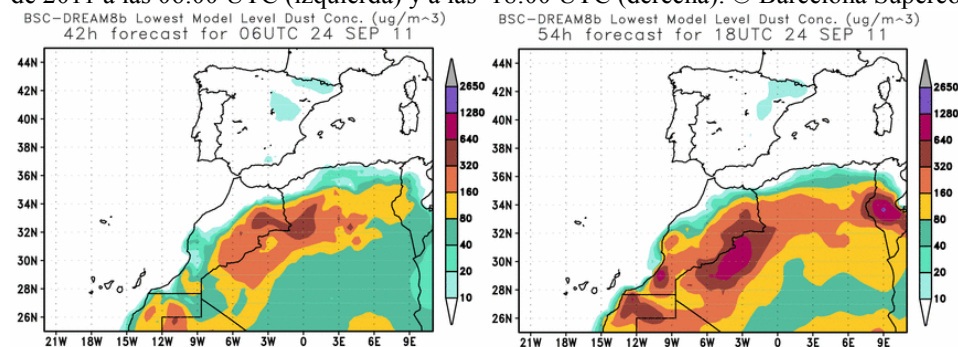 de 2011 a las 06:00 UTC (izquierda) y a las 18:00 UTC (derecha). © Barcelona Superco
BSC-DREAM8b Lowest Model Level Dust Conc. (ug/m^3)
42h forecast for 06UTC 24 SEP 11
44N
42N
40N
38N
36N
34N
32N
30N
28N
26N
21W 18W 15W 12W 9W 6W 3W 0 3E 6E 9E
2650
1280
640
320
160
80
40
20
10
BSC-DREAM8b Lowest Model Level Dust Conc. (ug/m^3)
54h forecast for 18UTC 24 SEP 11
44N
42N
40N
38N
36N
34N
32N
30N
28N
26N
21W 18W 15W 12W 9W 6W 3W 0 3E 6E 9E
2650
1280
640
320
160
80
40
20
10